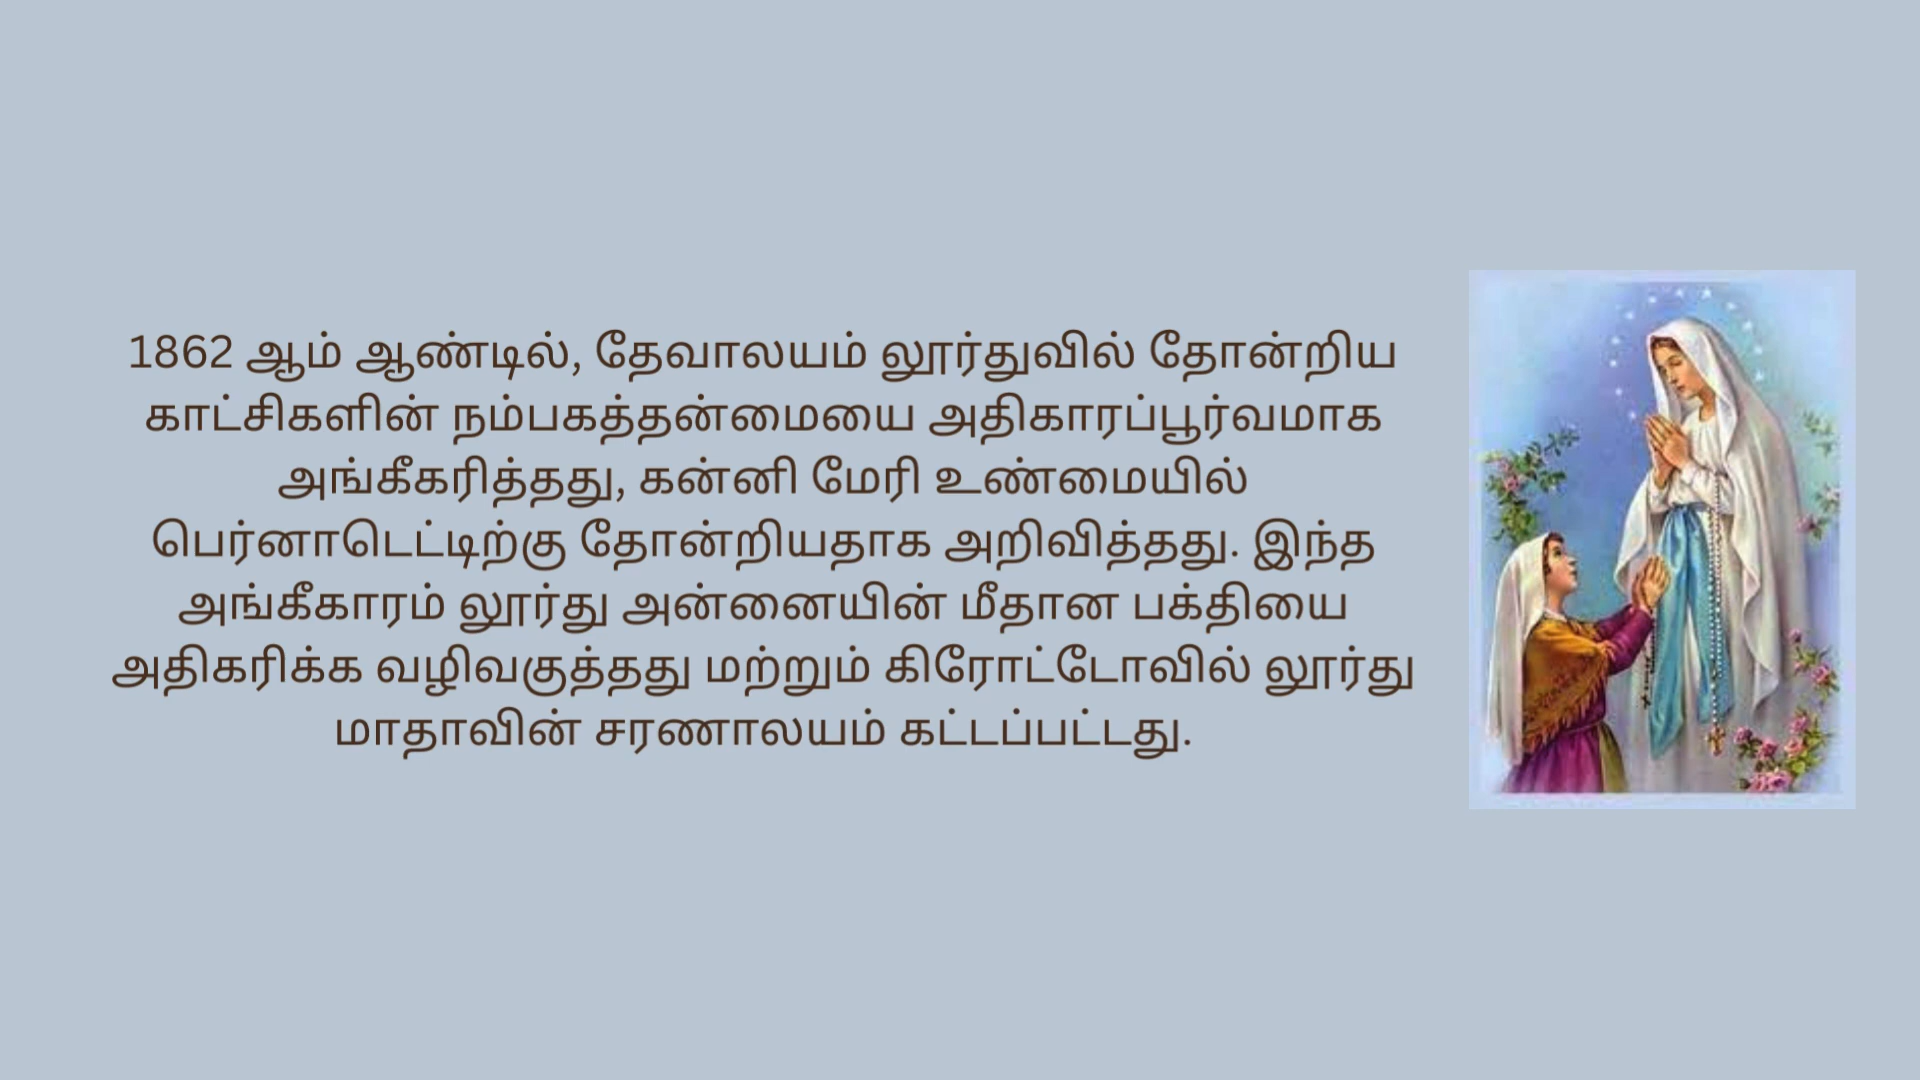 1862 ஆம் ஆண்டில், தேவாலயம் லூர்துவில் தோன்றிய
காட்சிகளின் நம்பகத்தன்மையை அதிகாரப்பூர்வமாக
அங்கீகரித்தது, கன்னி மேரி உண்மையில்
பெர்னாடெட்டிற்கு தோன்றியதாக அறிவித்தது. இந்த
அங்கீகாரம் லூர்து அன்னையின் மீதான பக்தியை
அதிகரிக்க வழிவகுத்தது மற்றும் கிரோட்டோவில் லூர்து
மாதாவின் சரணாலயம் கட்டப்பட்டது.